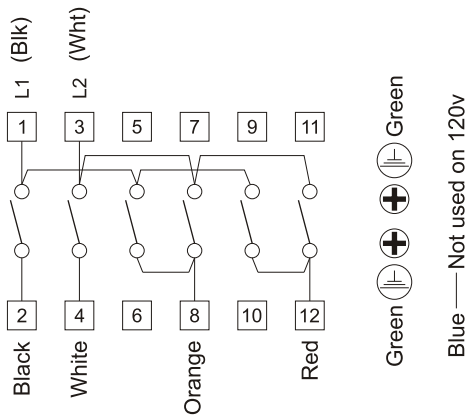 L1 (Blk)
L2 (Wht)
1
3
5
7
9
11
2
4
6
8
10
12
Black
White
Orange
Red
Green
Green
Blue — Not used on 120v